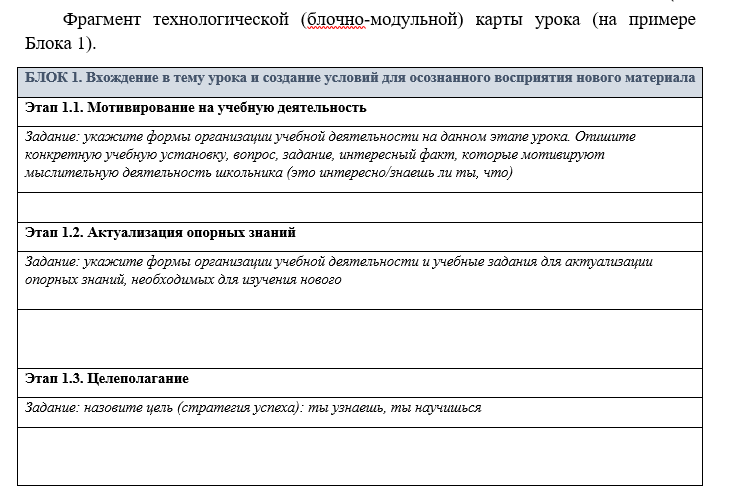 Фрагмент технологической (блочно-модульной) карты урока (на примере
Блока 1).
БЛОК 1. Вхождение в тему урока и создание условий для осознанного восприятия нового материала
Этап 1.1. Мотивирование на учебную деятельность
Задание: укажите формы организации учебной деятельности на данном этапе урока. Опишите
конкретную учебную установку, вопрос, задание, интересный факт, которые мотивируют
мыслительную деятельность школьника (это интересно/знаешь ли ты, что)
Этап 1.2. Актуализация опорных знаний
Задание: укажите формы организации учебной деятельности и учебные задания для актуализации
опорных знаний, необходимых для изучения нового
Этап 1.3. Целеполагание
Задание: назовите цель (стратегия успеха): ты узнаешь, ты научишься